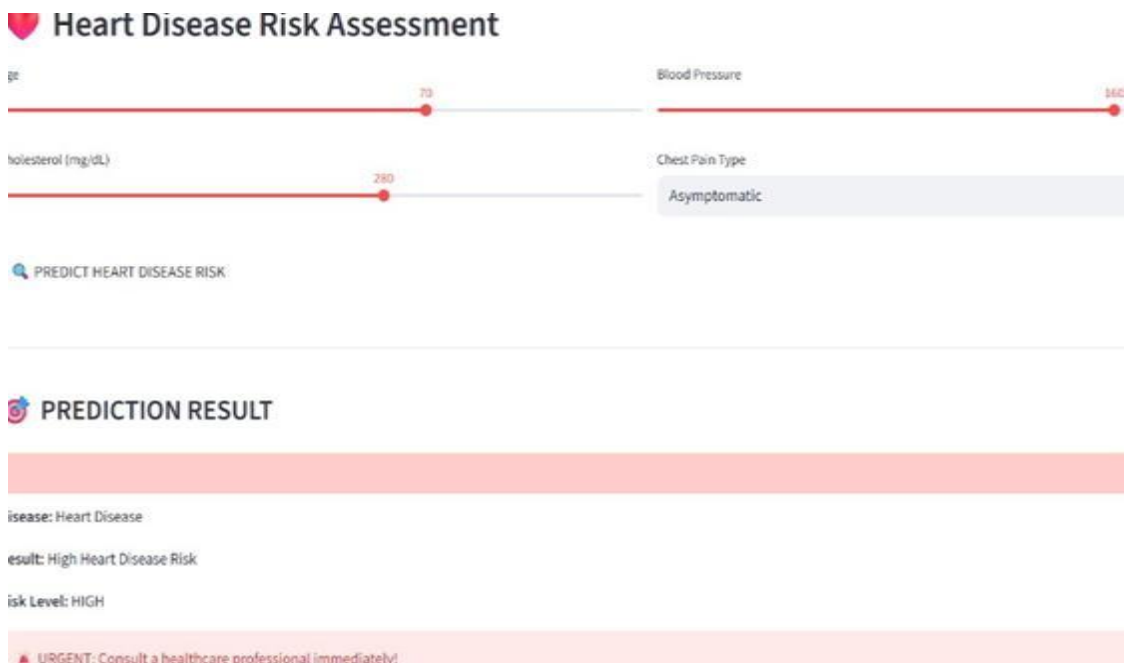 ❤️ Heart Disease Risk Assessment
ge
Blood Pressure
70
160
holesterol (mg/dL)
Chest Pain Type
280
Asymptomatic
🔍 PREDICT HEART DISEASE RISK
🎯 PREDICTION RESULT
isease: Heart Disease
esult: High Heart Disease Risk
isk Level: HIGH
🚨 URGENT: Consult a healthcare professional immediately!